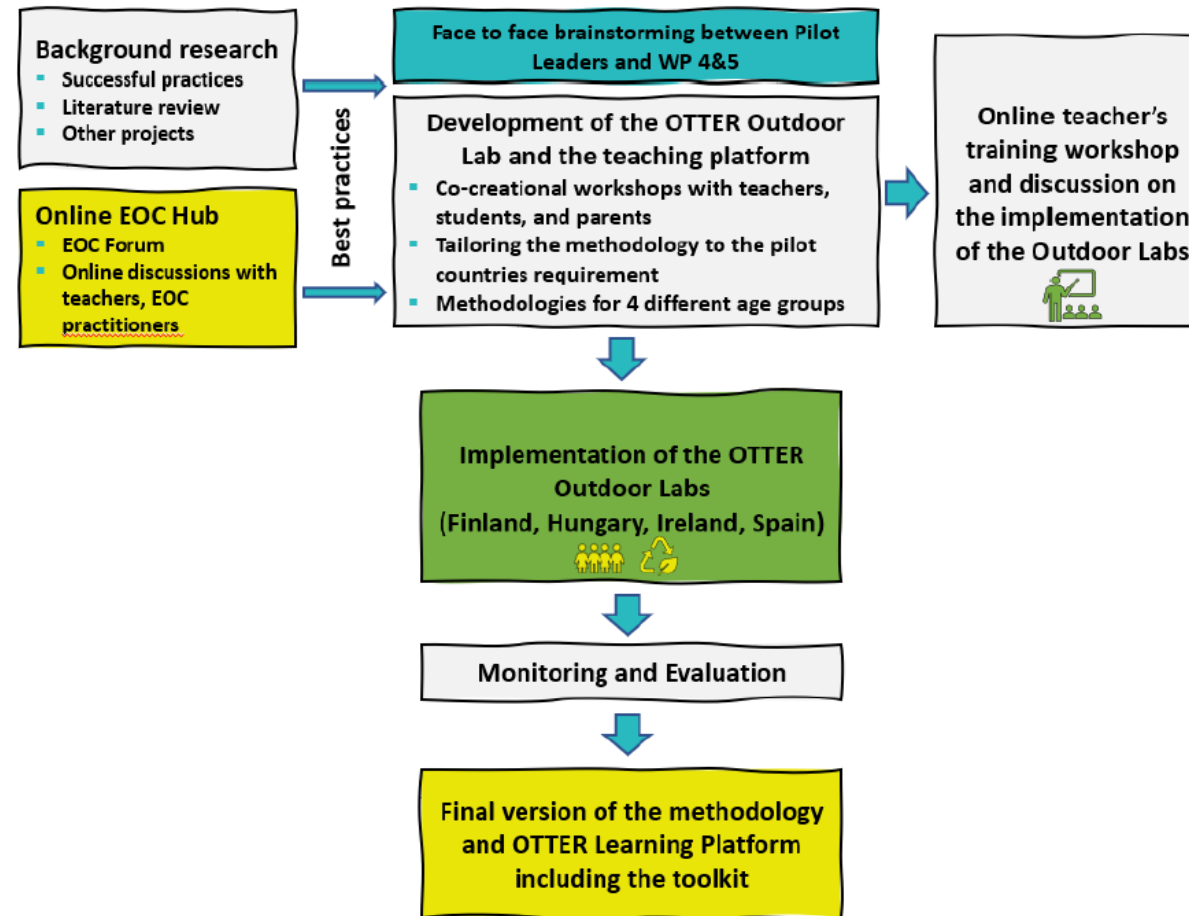 Background research
▪ Successful practices
▪ Literature review
▪ Other projects
Online EOC Hub
▪ EOC Forum
▪ Online discussions with
teachers, EOC
practitioners
Best practices
Face to face brainstorming between Pilot
Leaders and WP 4&5
Development of the OTTER Outdoor
Lab and the teaching platform
▪ Co-creational workshops with teachers,
students, and parents
▪ Tailoring the methodology to the pilot
countries requirement
▪ Methodologies for 4 different age groups
Online teacher's
training workshop
and discussion on
the implementation
of the Outdoor Labs
Implementation of the OTTER
Outdoor Labs
(Finland, Hungary, Ireland, Spain)
Monitoring and Evaluation
Final version of the methodology
and OTTER Learning Platform
including the toolkit